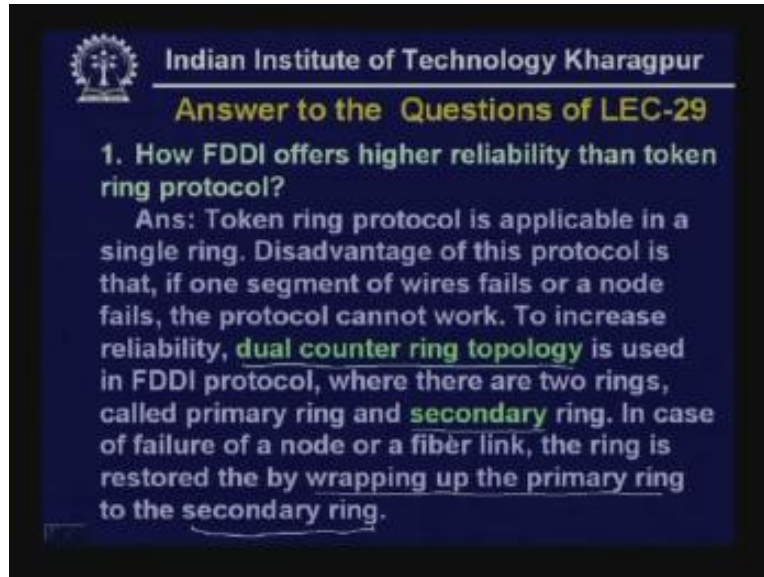 Indian Institute of Technology Kharagpur
Answer to the Questions of LEC-29
1. How FDDI offers higher reliability than token
ring protocol?
Ans: Token ring protocol is applicable in a
single ring. Disadvantage of this protocol is
that, if one segment of wires fails or a node
fails, the protocol cannot work. To increase
reliability, dual counter ring topology is used
in FDDI protocol, where there are two rings,
called primary ring and secondary ring. In case
of failure of a node or a fiber link, the ring is
restored the by wrapping up the primary ring
to the secondary ring.